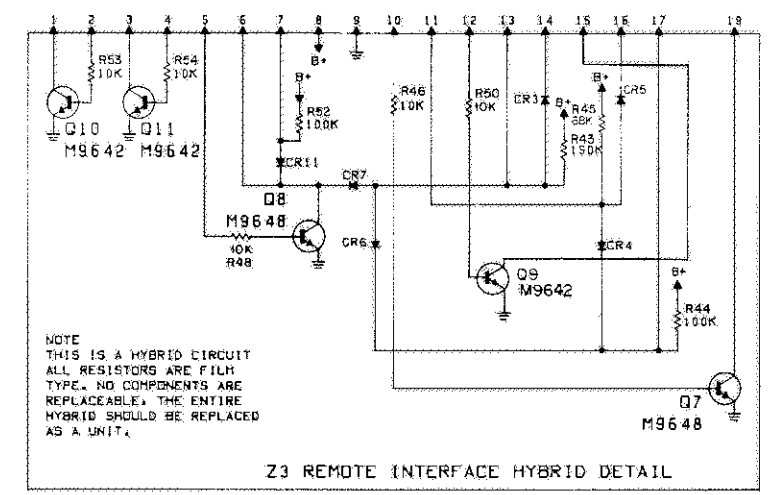 1 2 3 4 5 6 7 8 9 10 11 12 13 14 15 16 17 19
R53
10K
R54
10K
B+
B+
R52
100K
R46
10K
R50
10K
CR3
B+
R45
68K
R43
150K
B+
CR5
Q10
M9642
Q11
M9642
CR11
CR7
Q8
M9648
10K
R48
CR6
CR4
Q9
M9642
B+
R44
100K
Q7
M9648
NOTE
THIS IS A HYBRID CIRCUIT
ALL RESISTORS ARE FILM
TYPE. NO COMPONENTS ARE
REPLACEABLE. THE ENTIRE
HYBRID SHOULD BE REPLACED
AS A UNIT.
Z3 REMOTE INTERFACE HYBRID DETAIL